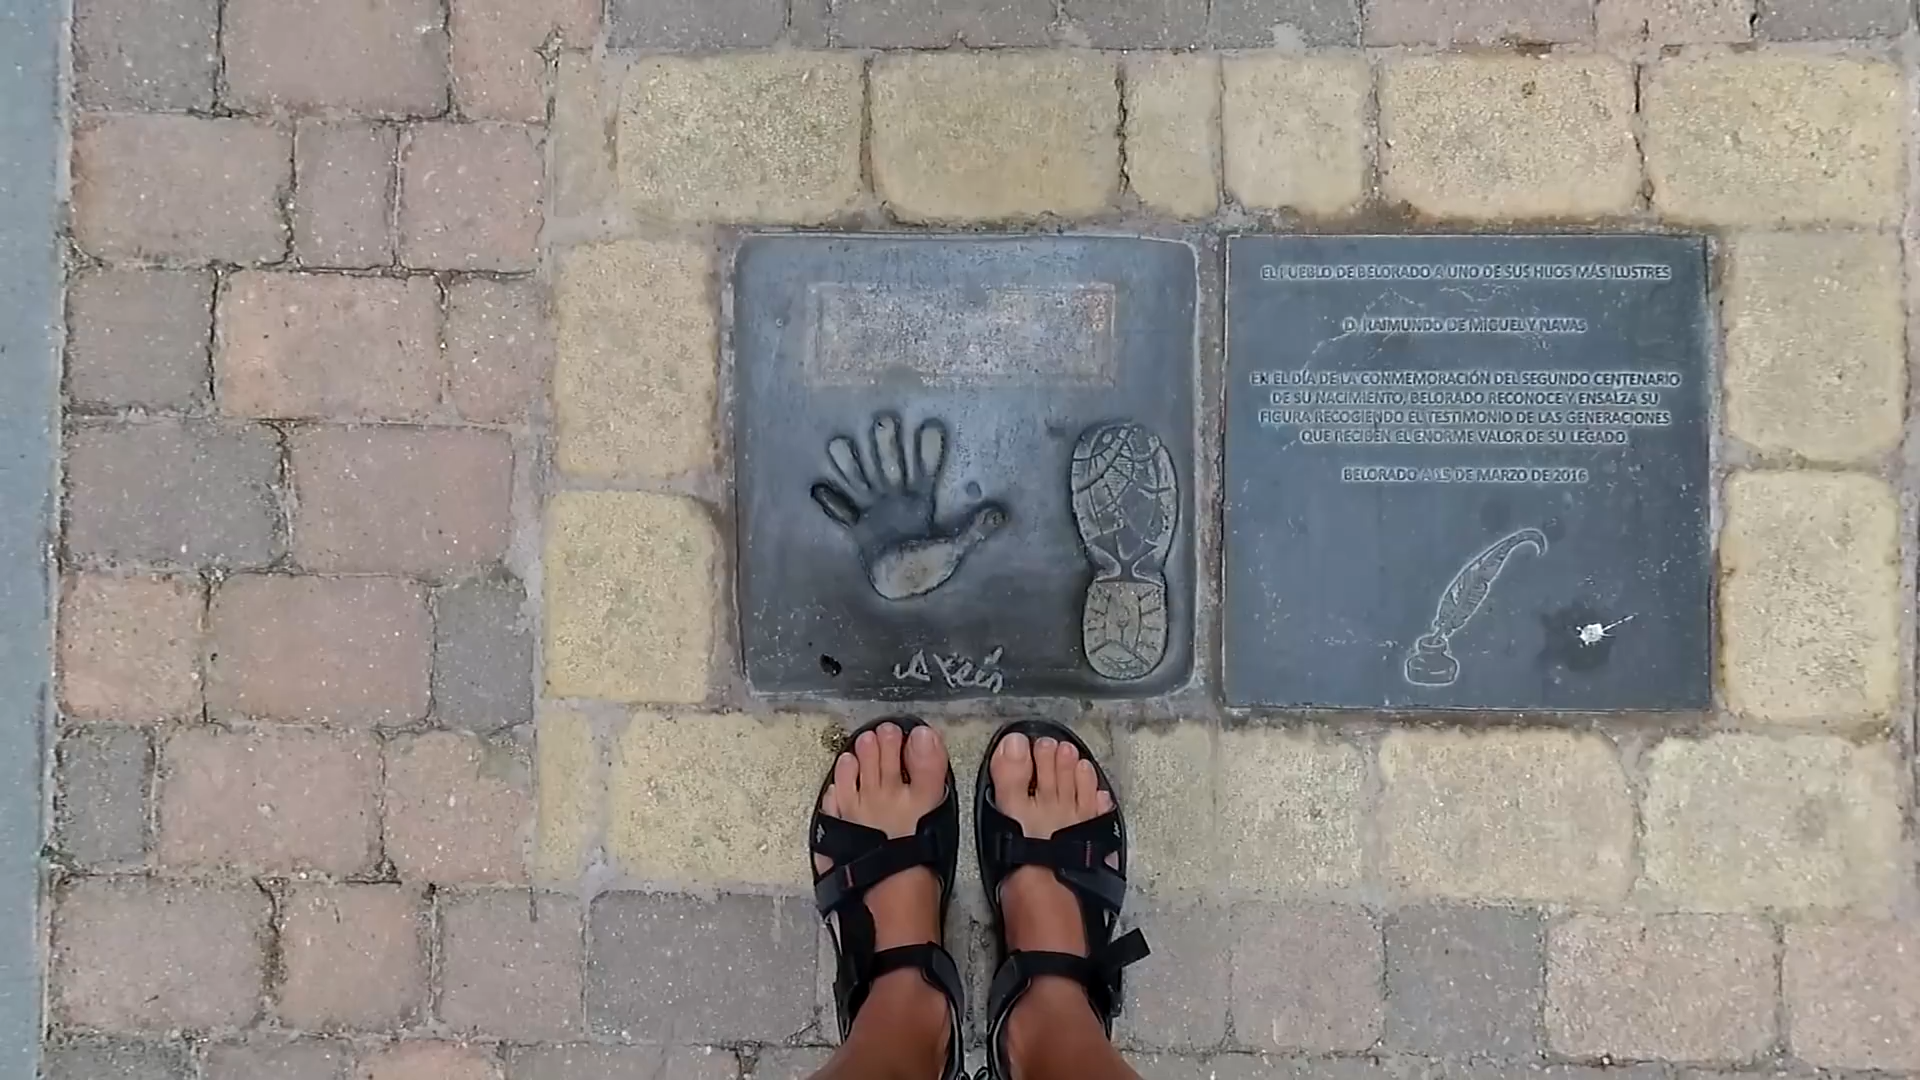 EL PUEBLO DE BELORADO A UNO DE SUS HIJOS MÁS ILUSTRES
D. RAIMUNDO DE MIGUEL Y NAVAS
EN EL DÍA DE LA CONMEMORACIÓN DEL SEGUNDO CENTENARIO
DE SU NACIMIENTO, BELORADO RECONOCE Y ENSALZA SU
FIGURA RECOGIENDO EL TESTIMONIO DE LAS GENERACIONES
QUE RECIBEN EL ENORME VALOR DE SU LEGADO
BELORADO A 15 DE MARZO DE 2016